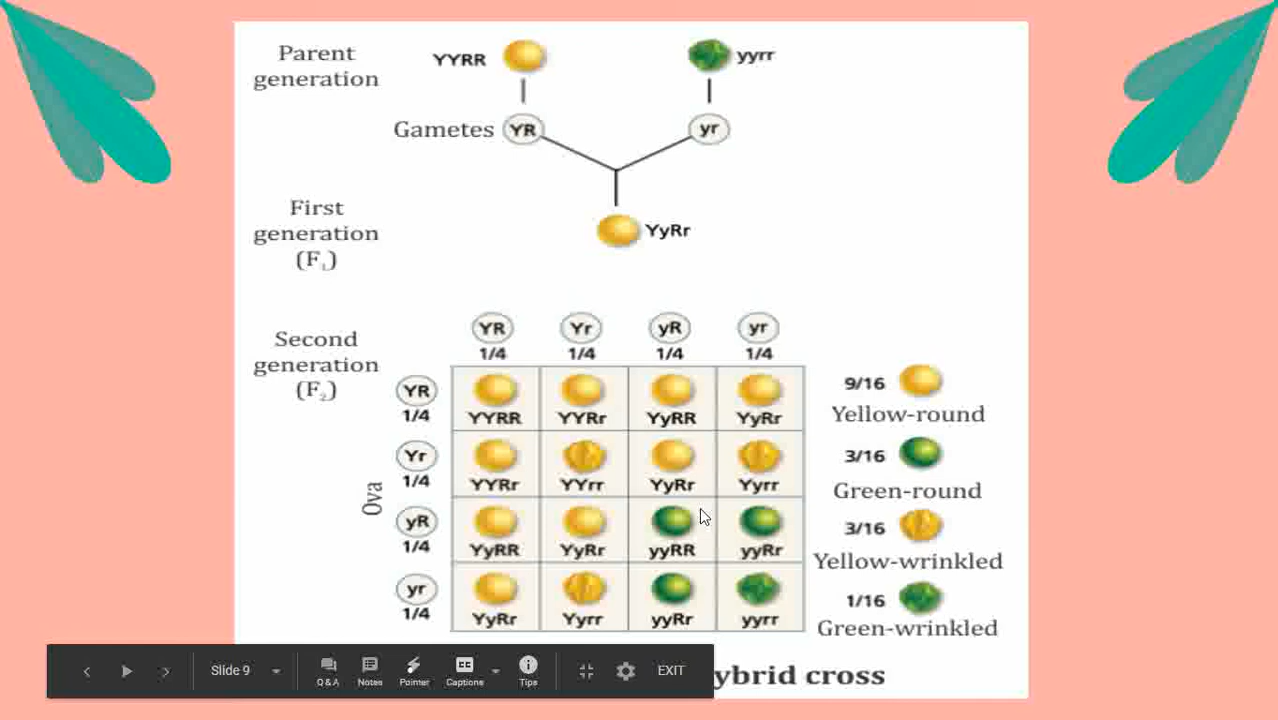 Parent
generation
YYRR
yyrr
Gametes
YR
yr
First
generation
(F₁)
YyRr
Second
generation
(F₂)
YR Yr yR yr
1/4 1/4 1/4 1/4
Ova
YR
1/4
YYRR YYRr YyRR YyRr
Yr
1/4
YYRr YYrr YyRr Yyrr
yR
1/4
YyRR YyRr yyRR yyRr
yr
1/4
YyRr Yyrr yyRr yyrr
9/16
Yellow-round
3/16
Green-round
3/16
Yellow-wrinkled
1/16
Green-wrinkled
ybrid cross
Slide 9
Q&A Notes Pointer Captions Tips
EXIT